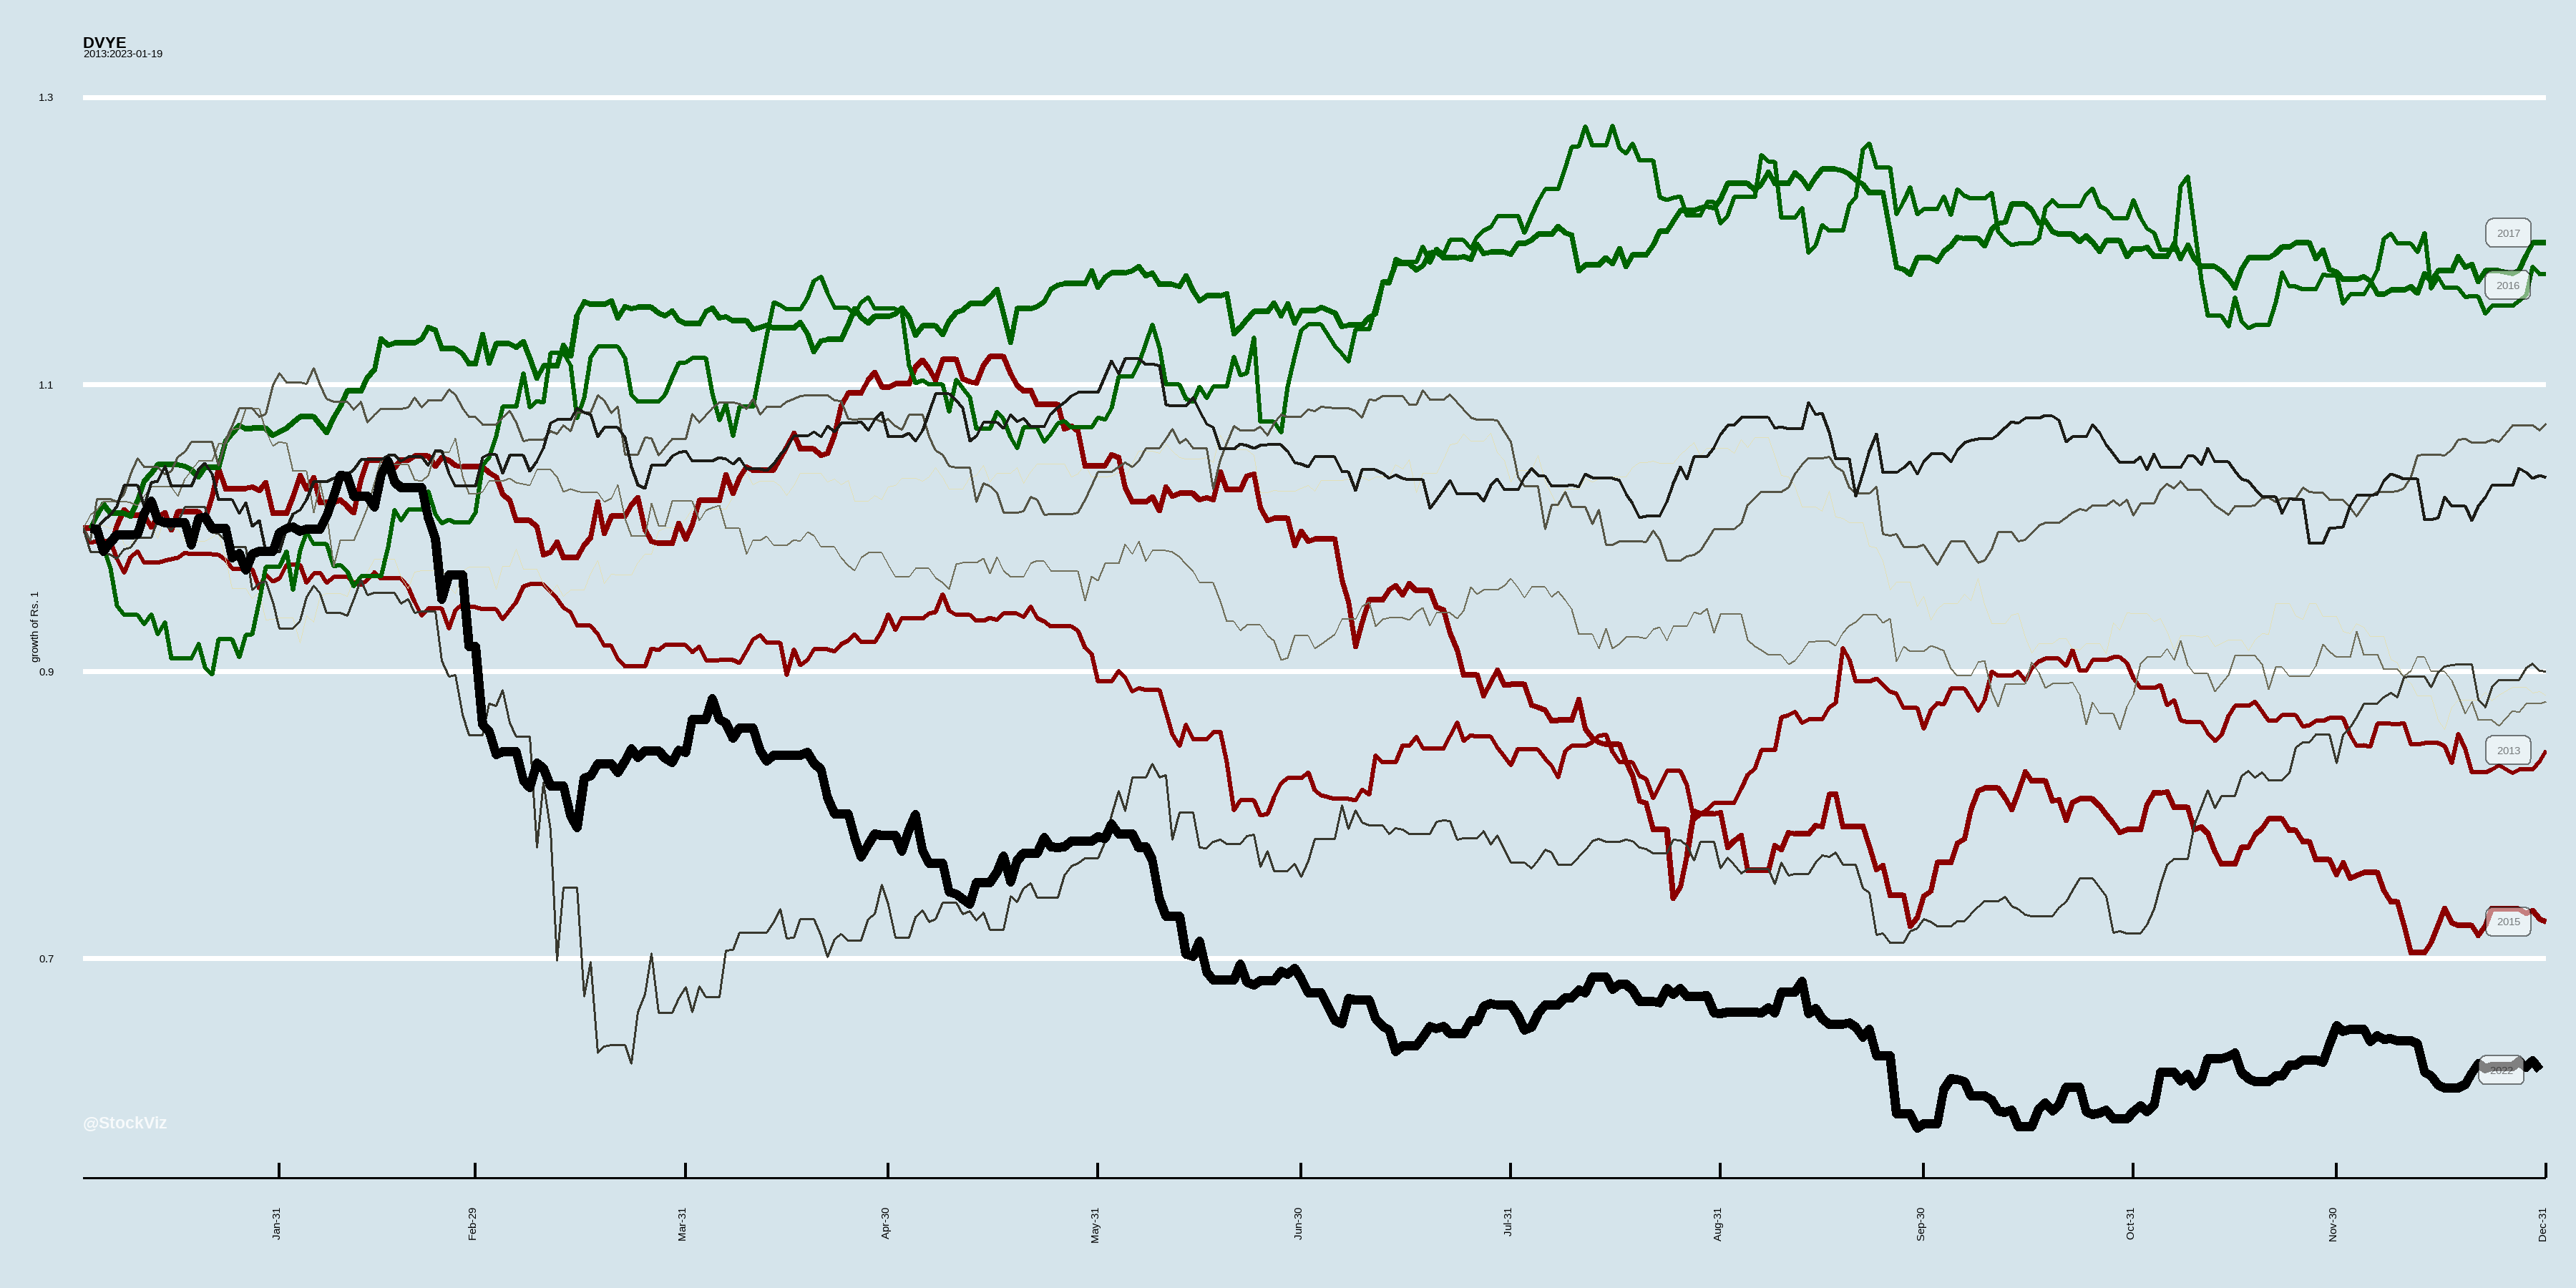 DVYE
2013:2023-01-19
1.3
1.1
0.9
0.7
growth of Rs. 1
2017
2016
2013
2015
2022
@StockViz
Jan-31
Feb-29
Mar-31
Apr-30
May-31
Jun-30
Jul-31
Aug-31
Sep-30
Oct-31
Nov-30
Dec-31